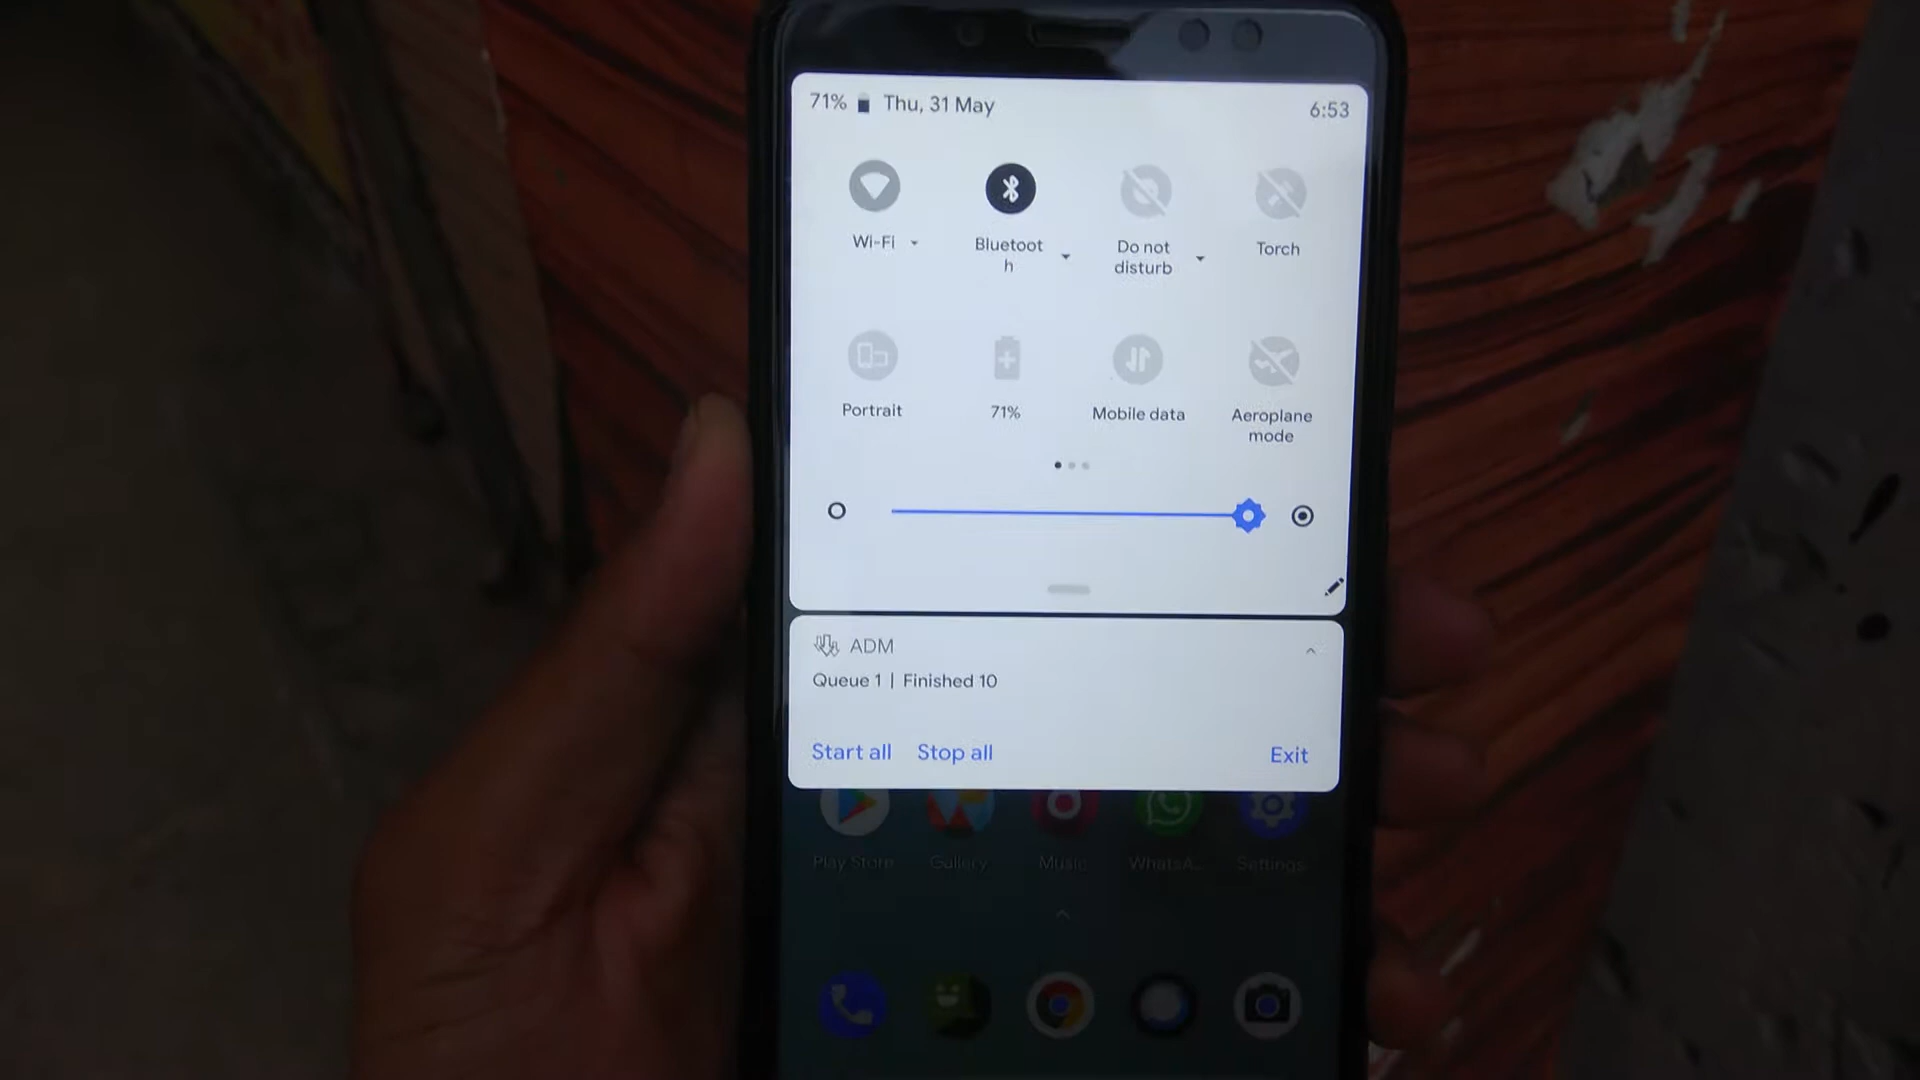 71% Thu, 31 May 6:53
Wi-Fi
Bluetoot
h
Do not
disturb
Torch
Portrait
71%
Mobile data
Aeroplane
mode
ADM
Queue 1 | Finished 10
Start all Stop all Exit
Play Store Gallery Music WhatsA.. Settings